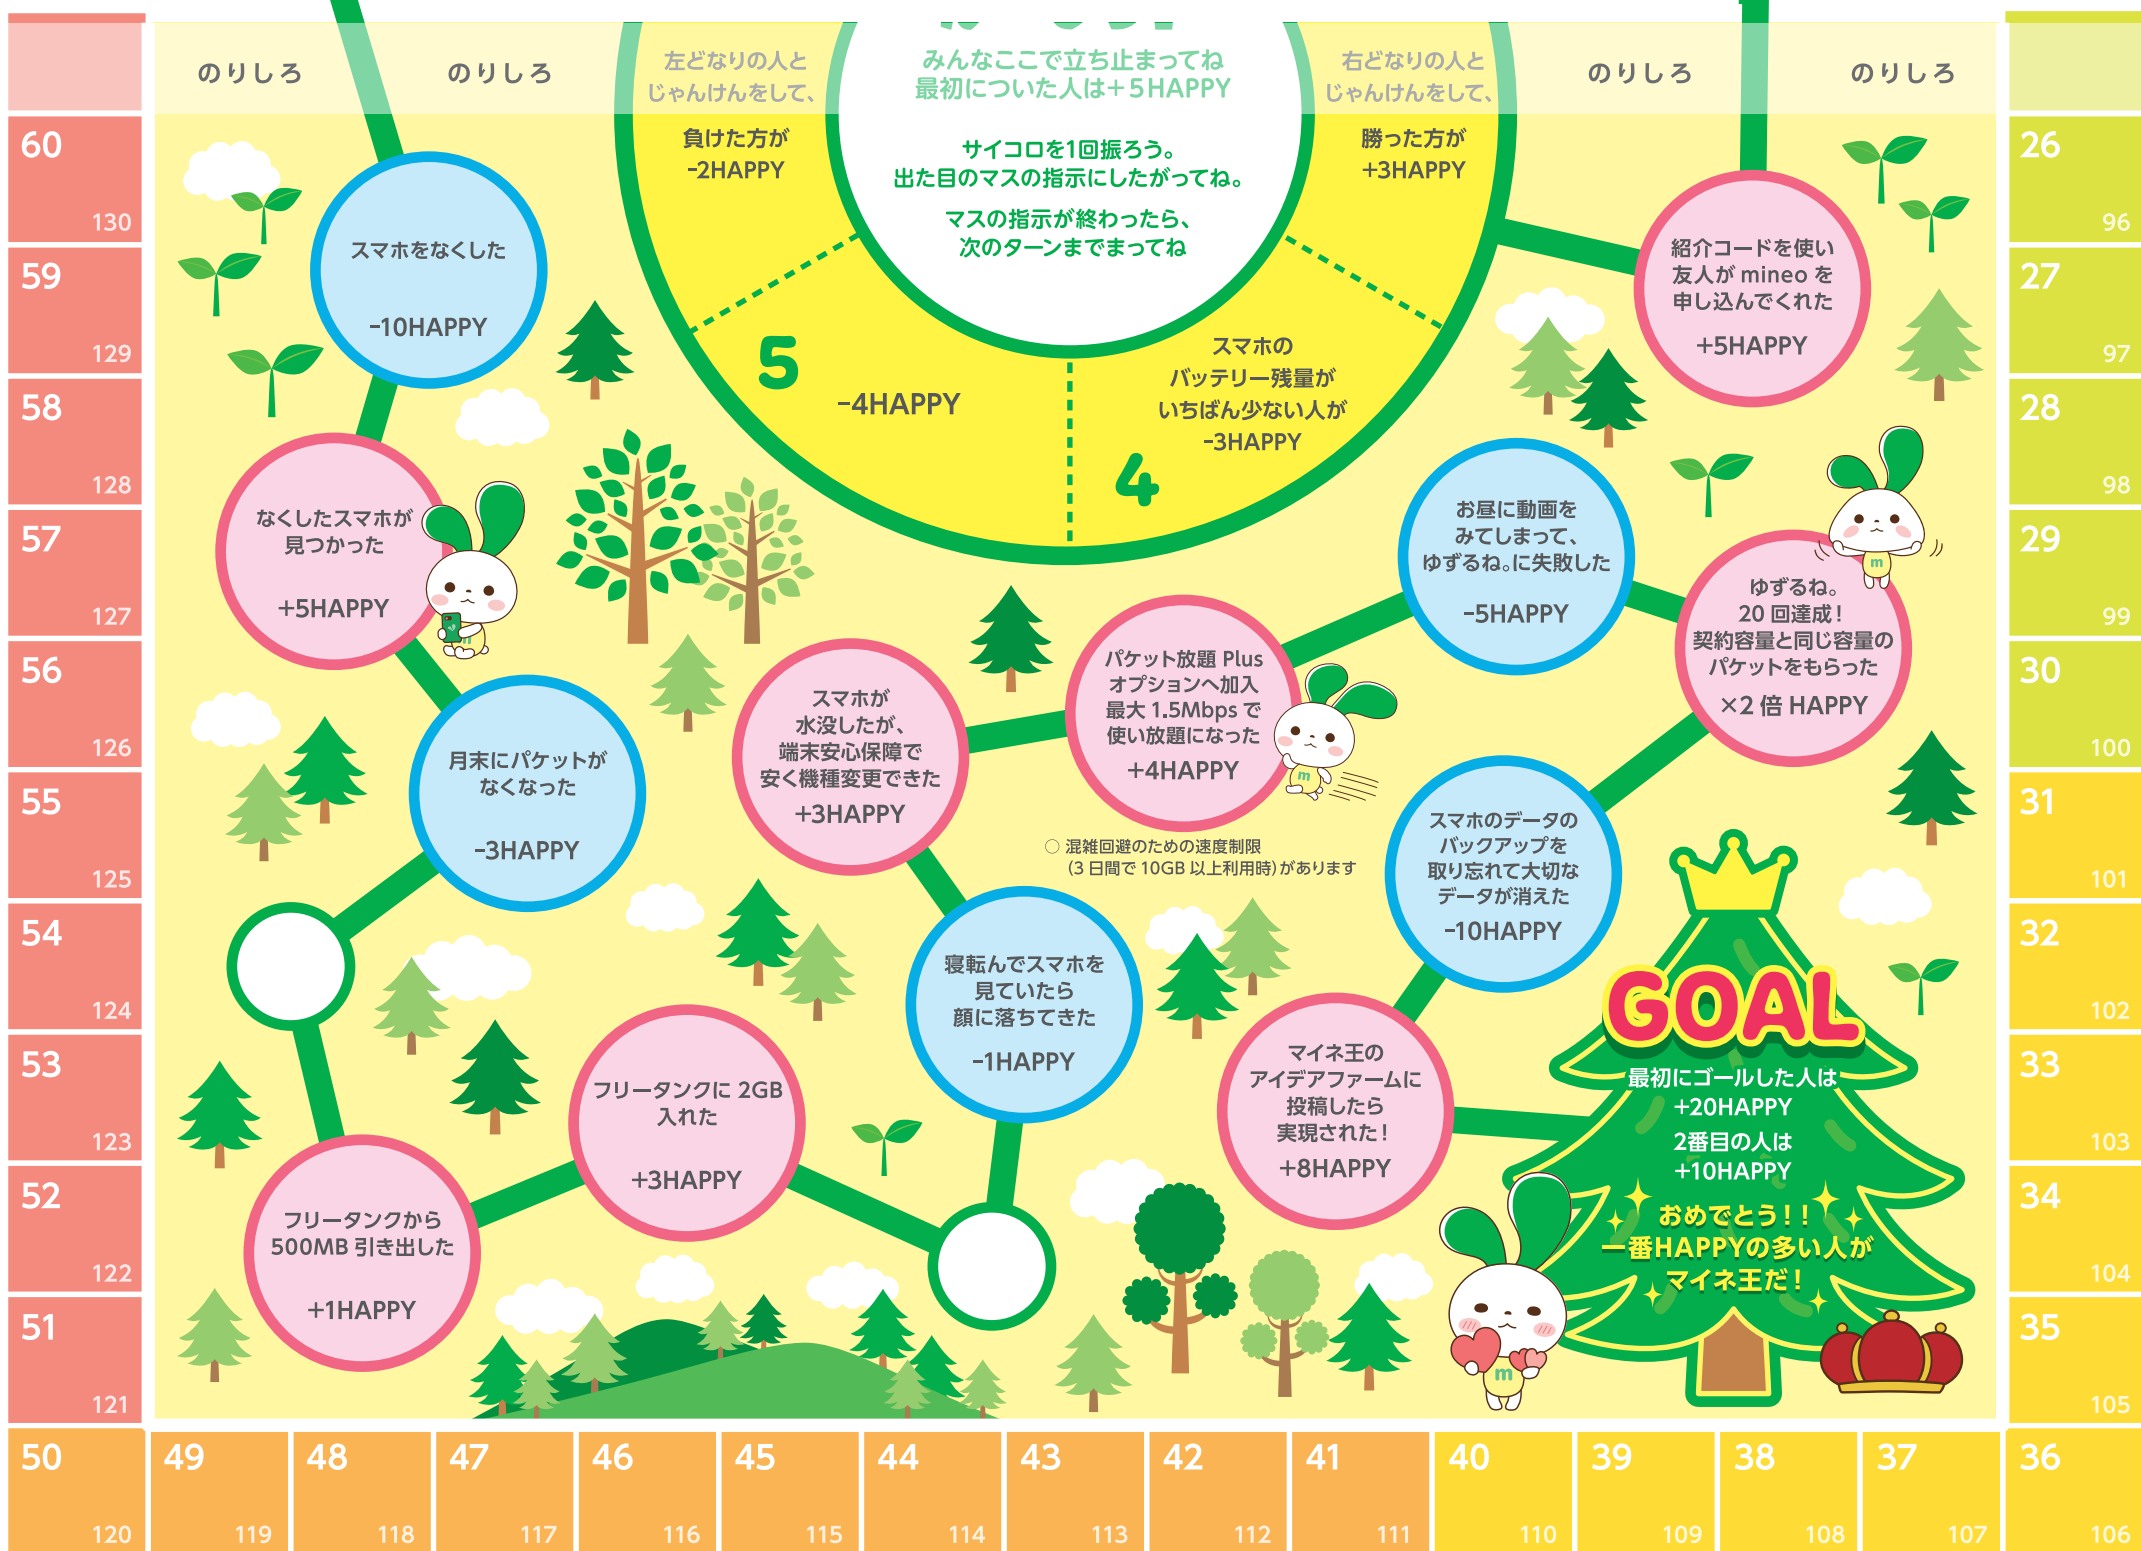 のりしろ
のりしろ
左どなりの人と
じゃんけんをして、
負けた方が
-2HAPPY
みんなここで立ち止まってね
最初についた人は+5HAPPY
サイコロを1回振ろう。
出た目のマスの指示にしたがってね。
マスの指示が終わったら、
次のターンまでまってね
右どなりの人と
じゃんけんをして、
勝った方が
+3HAPPY
のりしろ
のりしろ
5
-4HAPPY
スマホの
バッテリー残量が
いちばん少ない人が
-3HAPPY
4
スマホをなくした
-10HAPPY
紹介コードを使い
友人が mineo を
申し込んでくれた
+5HAPPY
なくしたスマホが
見つかった
+5HAPPY
お昼に動画を
みてしまって、
ゆずるね。に失敗した
-5HAPPY
m
ゆずるね。
20 回達成!
契約容量と同じ容量の
パケットをもらった
×2 倍 HAPPY
月末にパケットが
なくなった
-3HAPPY
スマホが
水没したが、
端末安心保障で
安く機種変更できた
+3HAPPY
パケット放題 Plus
オプションへ加入
最大 1.5Mbps で
使い放題になった
+4HAPPY
m
○ 混雑回避のための速度制限
(3 日間で 10GB 以上利用時)があります
スマホのデータの
バックアップを
取り忘れて大切な
データが消えた
-10HAPPY
寝転んでスマホを
見ていたら
顔に落ちてきた
-1HAPPY
フリータンクに 2GB
入れた
+3HAPPY
フリータンクから
500MB 引き出した
+1HAPPY
マイネ王の
アイデアファームに
投稿したら
実現された!
+8HAPPY
GOAL
最初にゴールした人は
+20HAPPY
2番目の人は
+10HAPPY
おめでとう!!
一番HAPPYの多い人が
マイネ王だ!
m
60
130
59
129
58
128
57
127
56
126
55
125
54
124
53
123
52
122
51
121
50
120
49
119
48
118
47
117
46
116
45
115
44
114
43
113
42
112
41
111
40
110
39
109
38
108
37
107
36
106
26
96
27
97
28
98
29
99
30
100
31
101
32
102
33
103
34
104
35
105